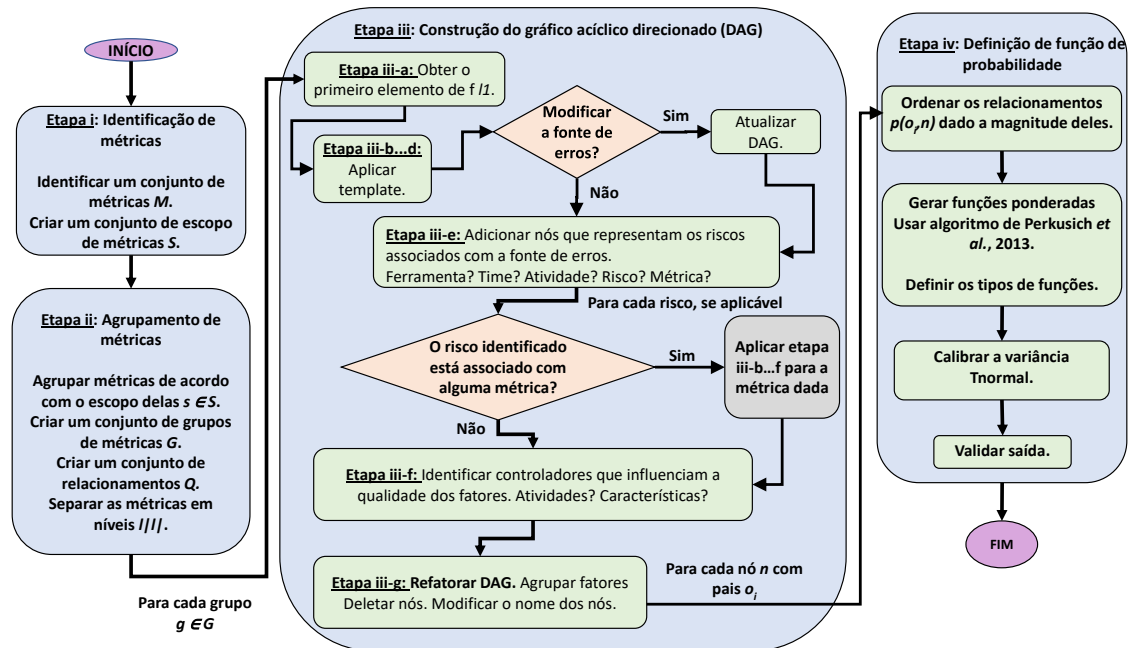 INÍCIO
Etapa i: Identificação de
métricas
Identificar um conjunto de
métricas M.
Criar um conjunto de escopo
de métricas S.
Etapa ii: Agrupamento de
métricas
Agrupar métricas de acordo
com o escopo delas s ∈ S.
Criar um conjunto de grupos
de métricas G.
Criar um conjunto de
relacionamentos Q.
Separar as métricas em
níveis l|l|.
Para cada grupo
g ∈ G
Etapa iii: Construção do gráfico acíclico direcionado (DAG)
Etapa iii-a: Obter o
primeiro elemento de f l1.
Etapa iii-b...d:
Aplicar
template.
Modificar
a fonte de
erros?
Sim
Atualizar
DAG.
Não
Etapa iii-e: Adicionar nós que representam os riscos
associados com a fonte de erros.
Ferramenta? Time? Atividade? Risco? Métrica?
Para cada risco, se aplicável
O risco identificado
está associado com
alguma métrica?
Sim
Aplicar etapa
iii-b...f para a
métrica dada
Não
Etapa iii-f: Identificar controladores que influenciam a
qualidade dos fatores. Atividades? Características?
Etapa iii-g: Refatorar DAG. Agrupar fatores
Deletar nós. Modificar o nome dos nós.
Para cada nó n com
pais oi
Etapa iv: Definição de função de
probabilidade
Ordenar os relacionamentos
p(oi,n) dado a magnitude deles.
Gerar funções ponderadas
Usar algoritmo de Perkusich et
al., 2013.
Definir os tipos de funções.
Calibrar a variância
Tnormal.
Validar saída.
FIM